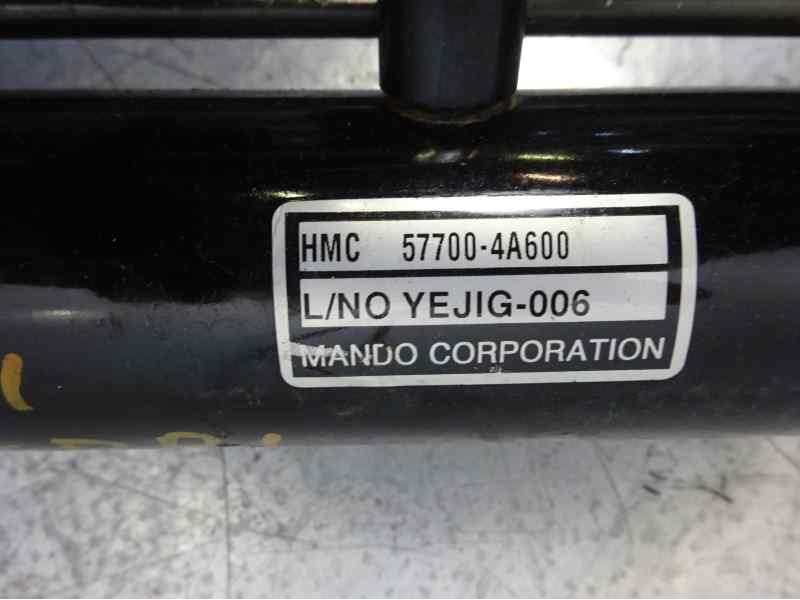 HMC 57700-4A600
L/NO YEJIG-006
MANDO CORPORATION